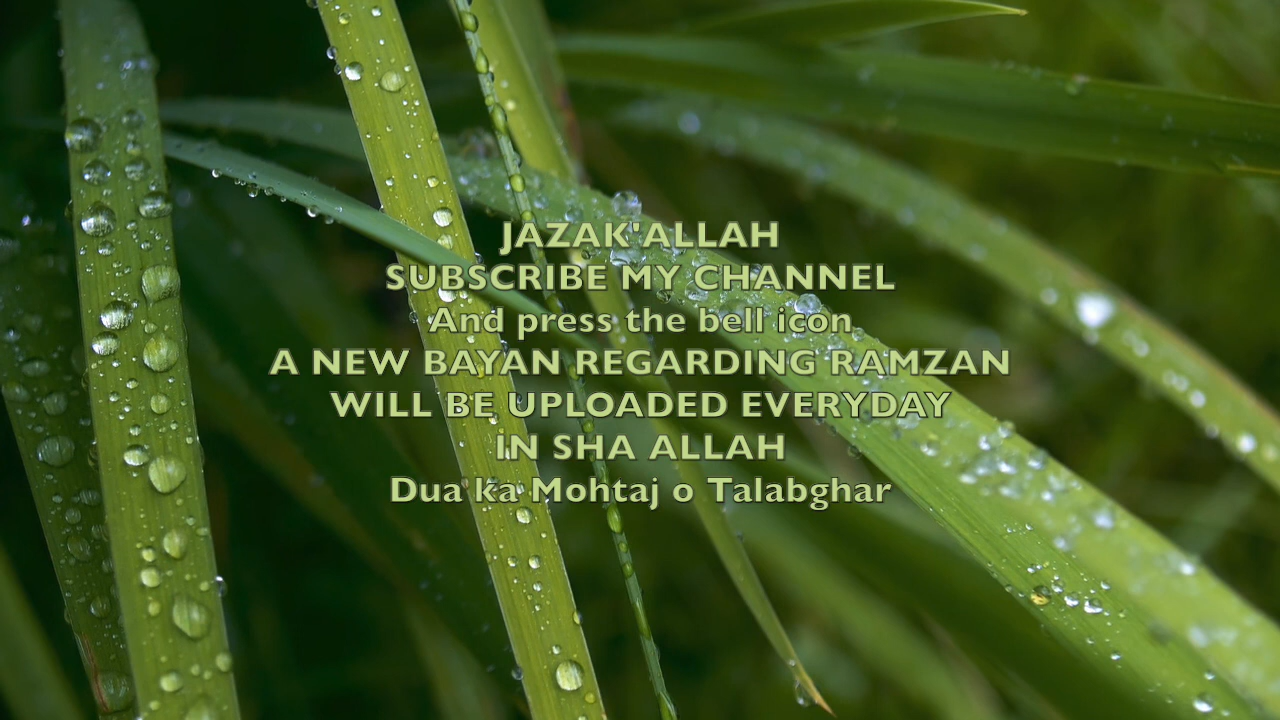 JAZAK'ALLAH
SUBSCRIBE MY CHANNEL
And press the bell icon
A NEW BAYAN REGARDING RAMZAN
WILL BE UPLOADED EVERYDAY
iN SHA ALLAH
Dua ka Mohtaj o Talabghar